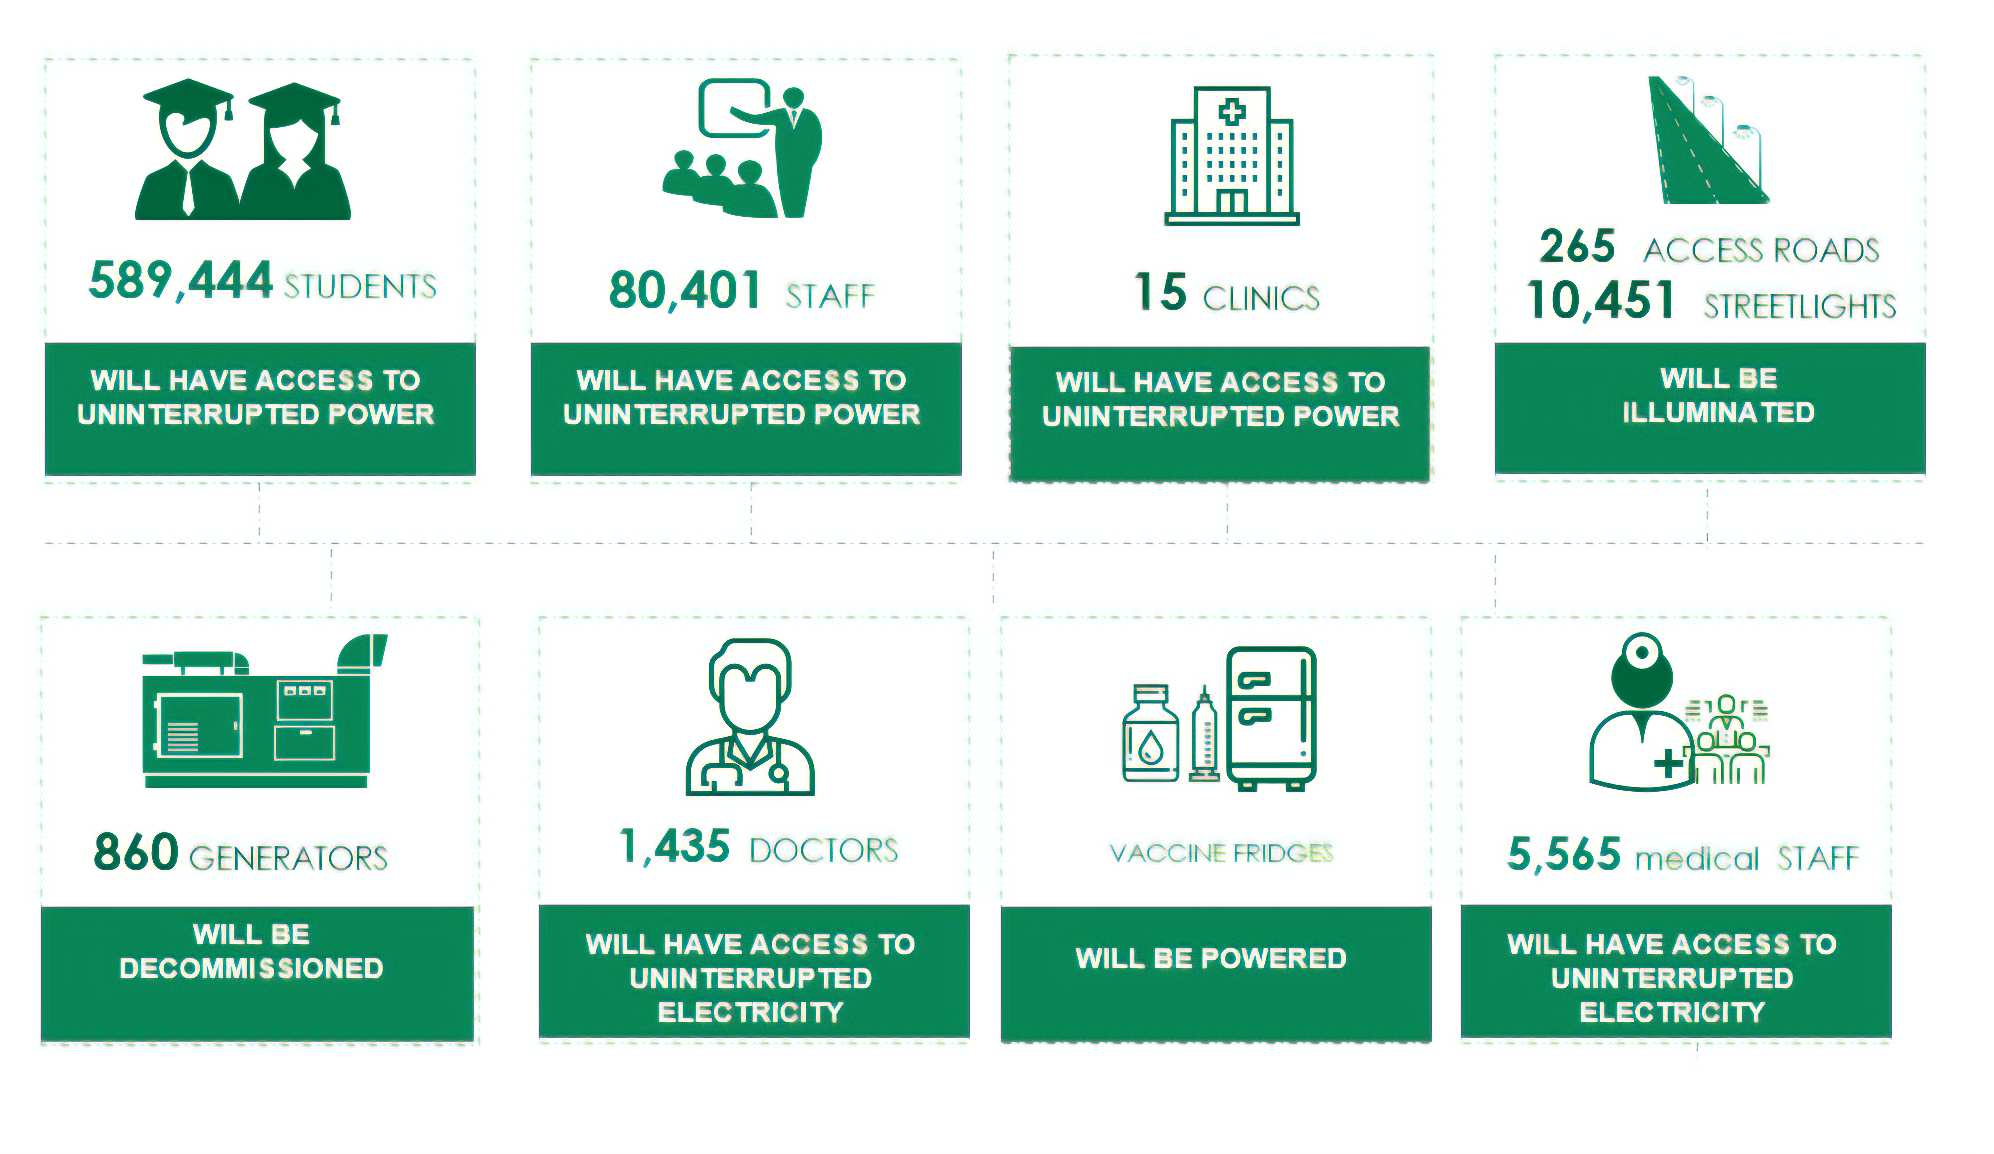 589,444 STUDENTS
WILL HAVE ACCESS TO
UNINTERRUPTED POWER
80,401 STAFF
WILL HAVE ACCESS TO
UNINTERRUPTED POWER
15 CLINICS
WILL HAVE ACCESS TO
UNINTERRUPTED POWER
265 ACCESS ROADS
10,451 STREETLIGHTS
WILL BE
ILLUMINATED
860 GENERATORS
WILL BE
DECOMMISSIONED
1,435 DOCTORS
WILL HAVE ACCESS TO
UNINTERRUPTED
ELECTRICITY
VACCINE FRIDGES
WILL BE POWERED
5,565 medical STAFF
WILL HAVE ACCESS TO
UNINTERRUPTED
ELECTRICITY